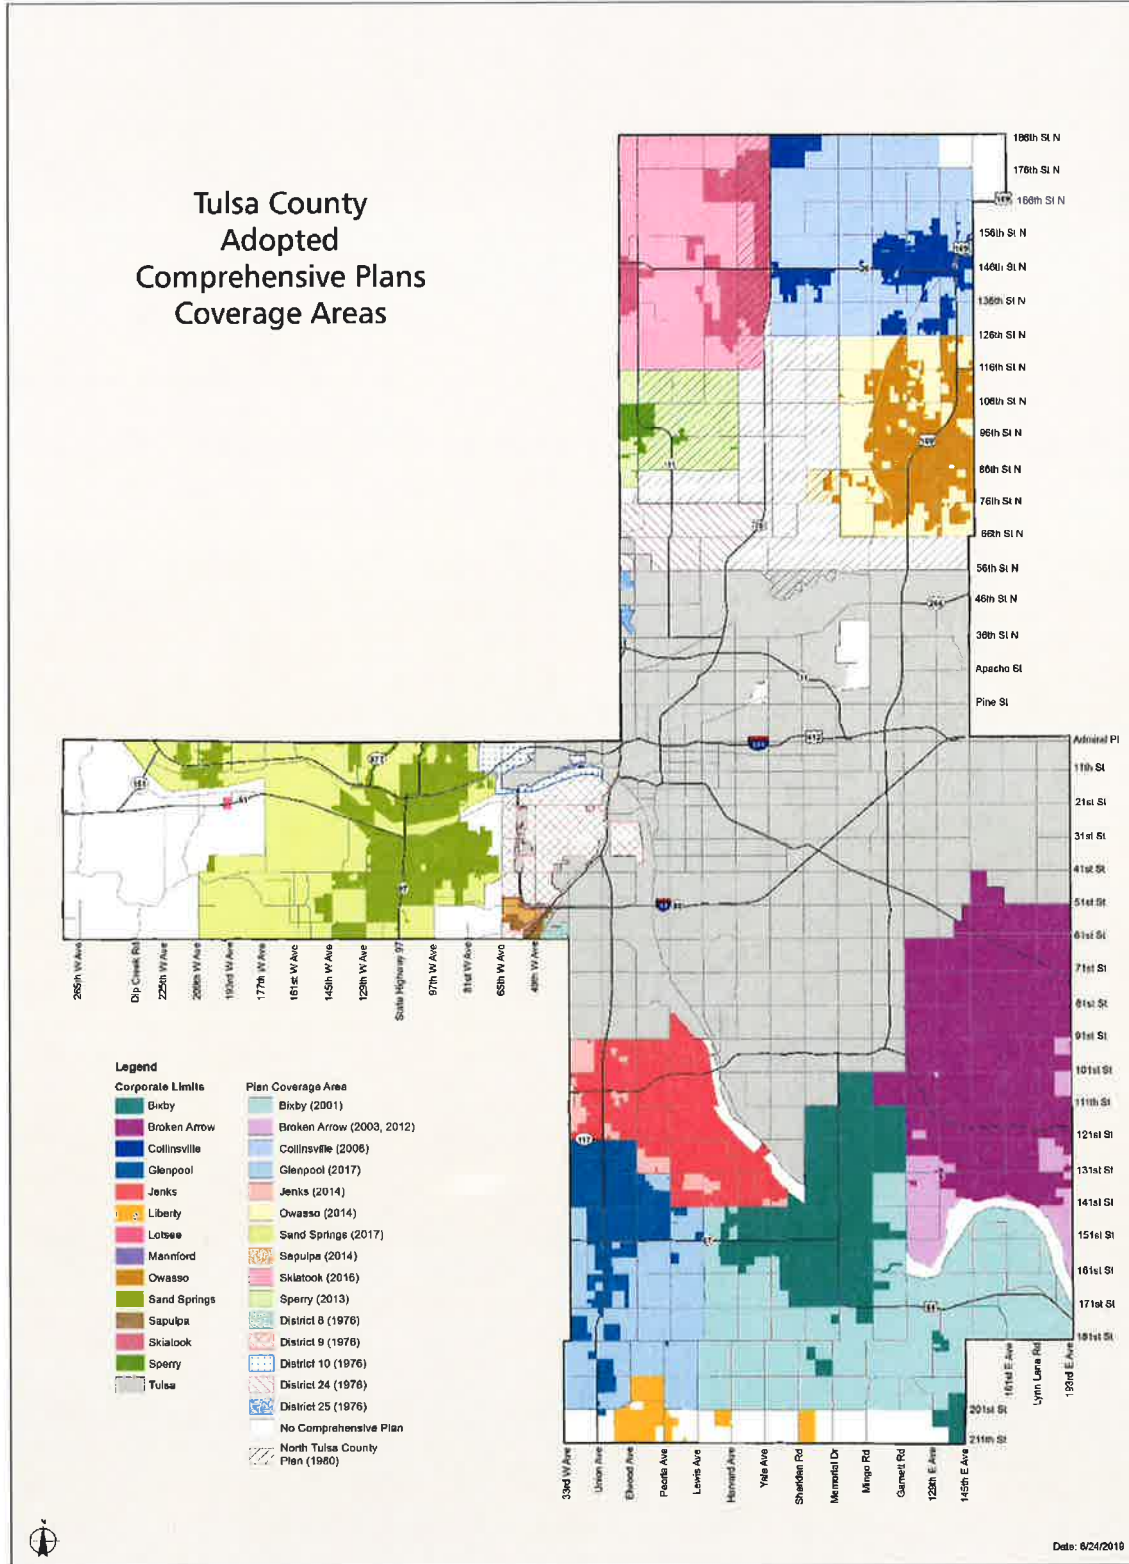 Tulsa County
Adopted
Comprehensive Plans
Coverage Areas
186th St N
176th St N
169
166th St N
156th St N
169
146th St N
136th St N
126th St N
116th St N
106th St N
96th St N
169
86th St N
76th St N
66th St N
56th St N
46th St N
36th St N
Apache St
11
Pine St
412
Admiral Pl
11th St
21st St
31st St
41st St
51st St
61st St
71st St
81st St
91st St
101st St
111th St
121st St
131st St
141st St
151st St
161st St
171st St
181st St
201st St
211th St
51
97
117
265th W Ave
Dip Creek Rd
225th W Ave
209th W Ave
193rd W Ave
177th W Ave
161st W Ave
145th W Ave
129th W Ave
State Highway 97
97th W Ave
81st W Ave
65th W Ave
49th W Ave
161st E Ave
Lynn Lane Rd
193rd E Ave
33rd W Ave
Union Ave
Elwood Ave
Peoria Ave
Lewis Ave
Harvard Ave
Yale Ave
Sheridan Rd
Memorial Dr
Mingo Rd
Garnett Rd
129th E Ave
145th E Ave
Legend
Corporate Limits
Bixby
Broken Arrow
Collinsville
Glenpool
Jenks
Liberty
Lotsee
Mannford
Owasso
Sand Springs
Sapulpa
Skiatook
Sperry
Tulsa
Plan Coverage Area
Bixby (2001)
Broken Arrow (2003, 2012)
Collinsville (2006)
Glenpool (2017)
Jenks (2014)
Owasso (2014)
Sand Springs (2017)
Sapulpa (2014)
Skiatook (2016)
Sperry (2013)
District 8 (1976)
District 9 (1976)
District 10 (1976)
District 24 (1976)
District 25 (1976)
No Comprehensive Plan
North Tulsa County
Plan (1980)
Date: 6/24/2019